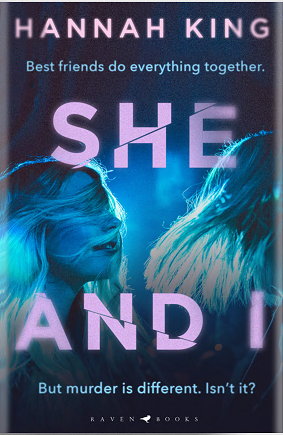 HANNAH KING
Best friends do everything together.
SHE
AND I
But murder is different. Isn't it?
RAVEN BOOKS